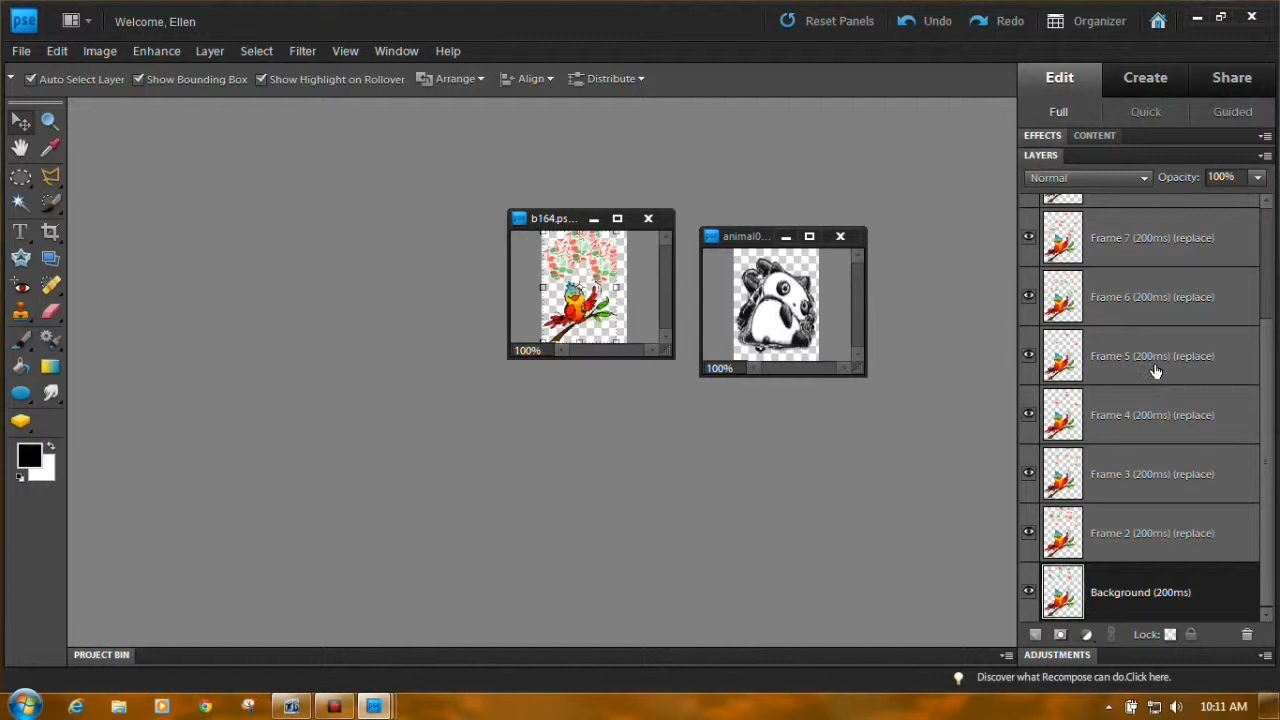 pse Welcome, Ellen Reset Panels Undo Redo Organizer
File Edit Image Enhance Layer Select Filter View Window Help
Auto Select Layer Show Bounding Box Show Highlight on Rollover Arrange Align Distribute
Edit Create Share
Full Quick Guided
EFFECTS CONTENT
LAYERS
Normal Opacity: 100%
pse b164.ps...
100%
pse animal0...
100%
Frame 7 (200ms) (replace)
Frame 6 (200ms) (replace)
Frame 5 (200ms) (replace)
Frame 4 (200ms) (replace)
Frame 3 (200ms) (replace)
Frame 2 (200ms) (replace)
Background (200ms)
Lock:
PROJECT BIN
ADJUSTMENTS
Discover what Recompose can do.Click here.
pse
10:11 AM